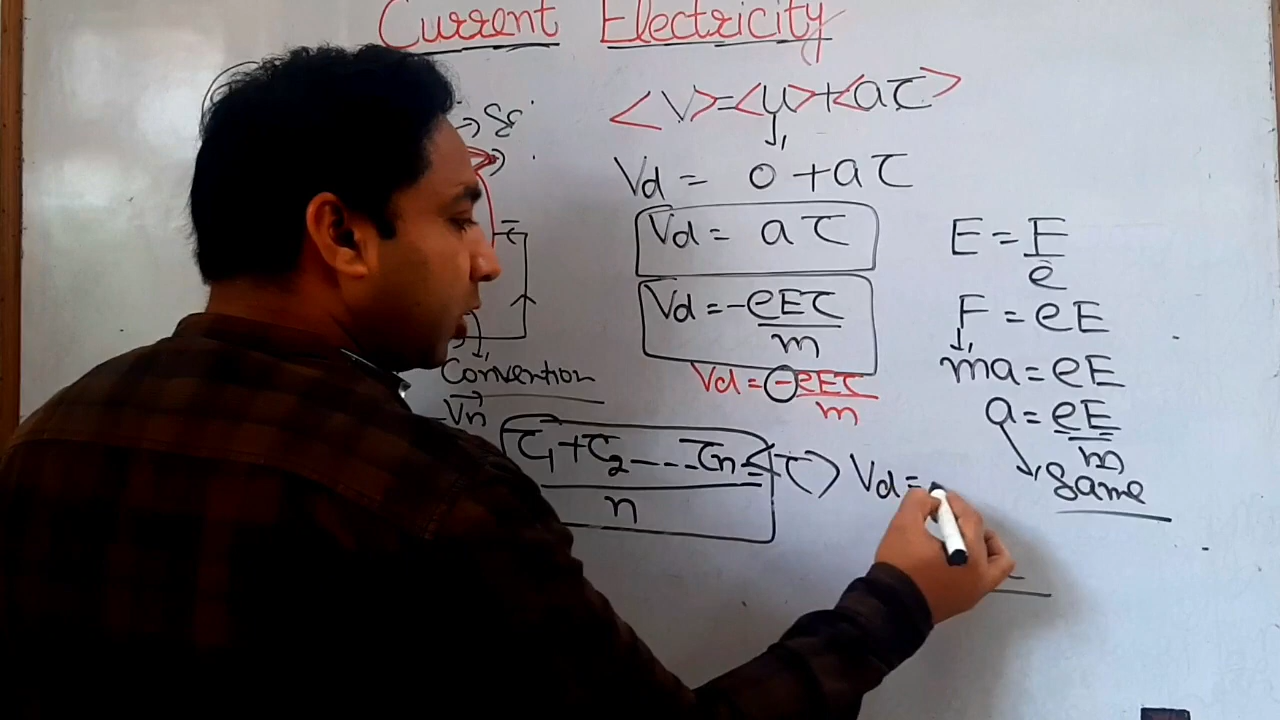 Current Electricity
<V>=<u>+<aτ>
Vd = 0 + aτ
Vd = aτ
Vd = -eEτ
m
Vd = -eEτ
m
E = F
e
F = eE
ma = eE
a = eE
m
Same
Convention
Vn
τ1+τ2----τn = <τ>
n
Vd =